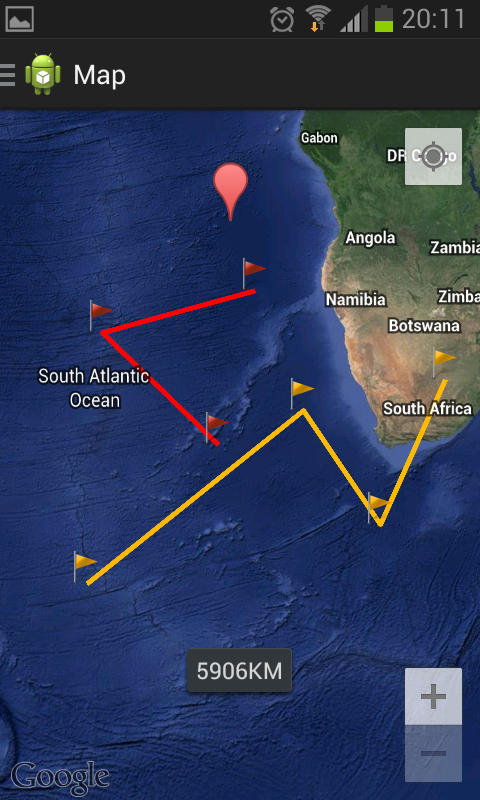 20:11
Map
Gabon
DR Congo
Angola
Zambia
Namibia
Zimba
Botswana
South Atlantic
Ocean
South Africa
5906KM
Google